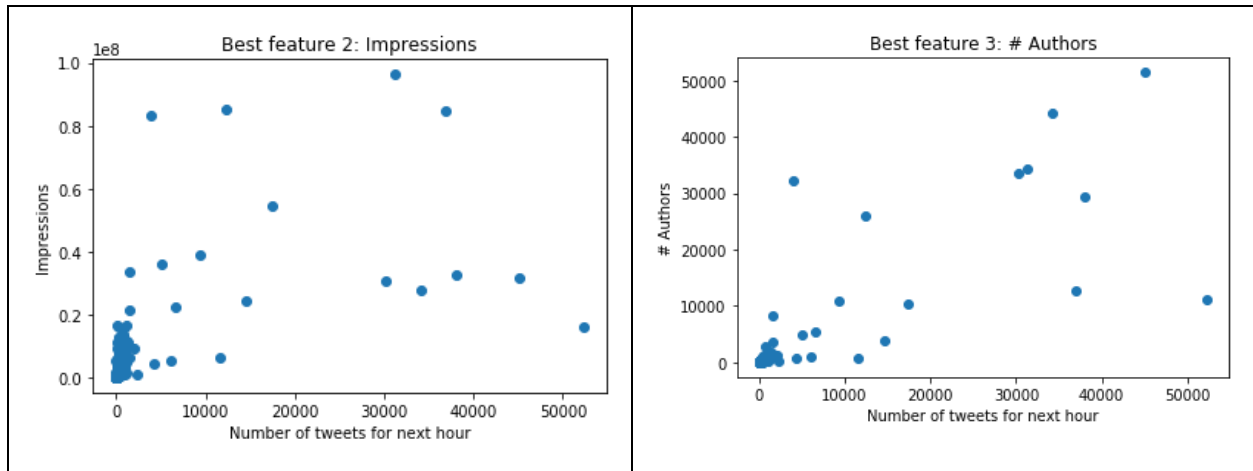 Best feature 2: Impressions
1e8
1.0
0.8
0.6
0.4
0.2
0.0
Impressions
0 10000 20000 30000 40000 50000
Number of tweets for next hour
Best feature 3: # Authors
50000
40000
30000
20000
10000
0
# Authors
0 10000 20000 30000 40000 50000
Number of tweets for next hour